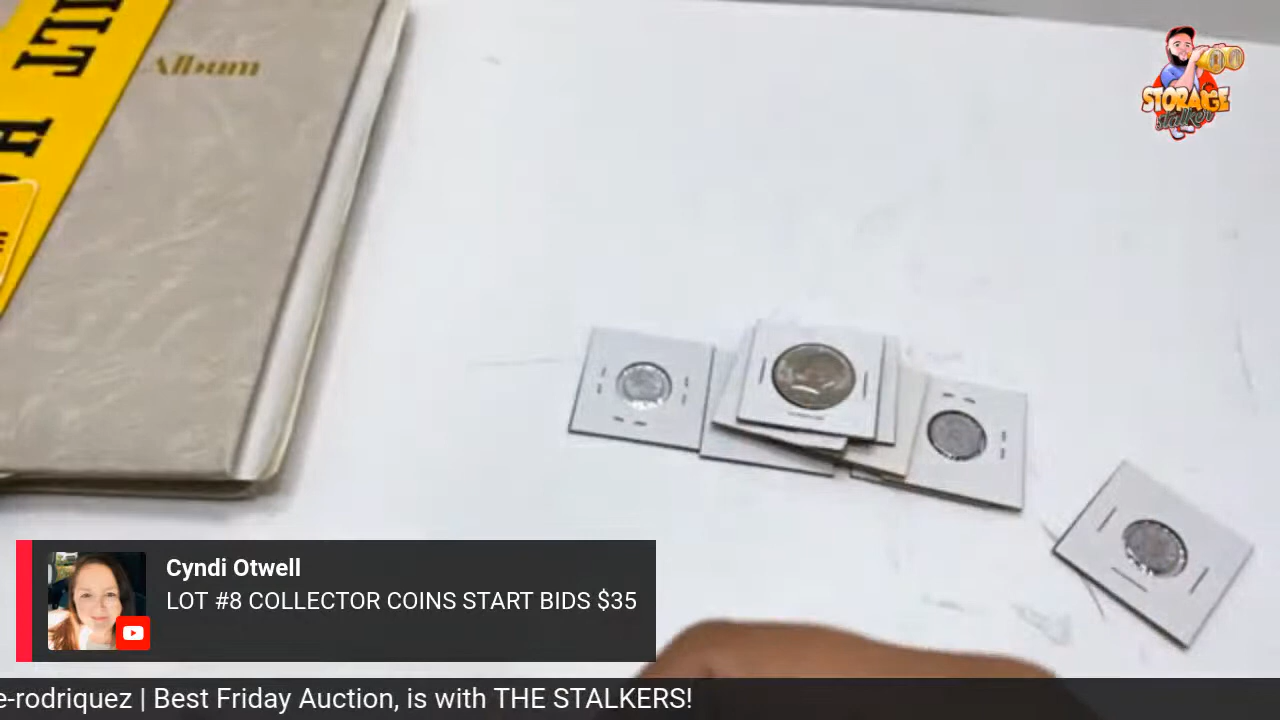 Album
STORAGE
stalker
Cyndi Otwell
LOT #8 COLLECTOR COINS START BIDS $35
e-rodriquez | Best Friday Auction, is with THE STALKERS!